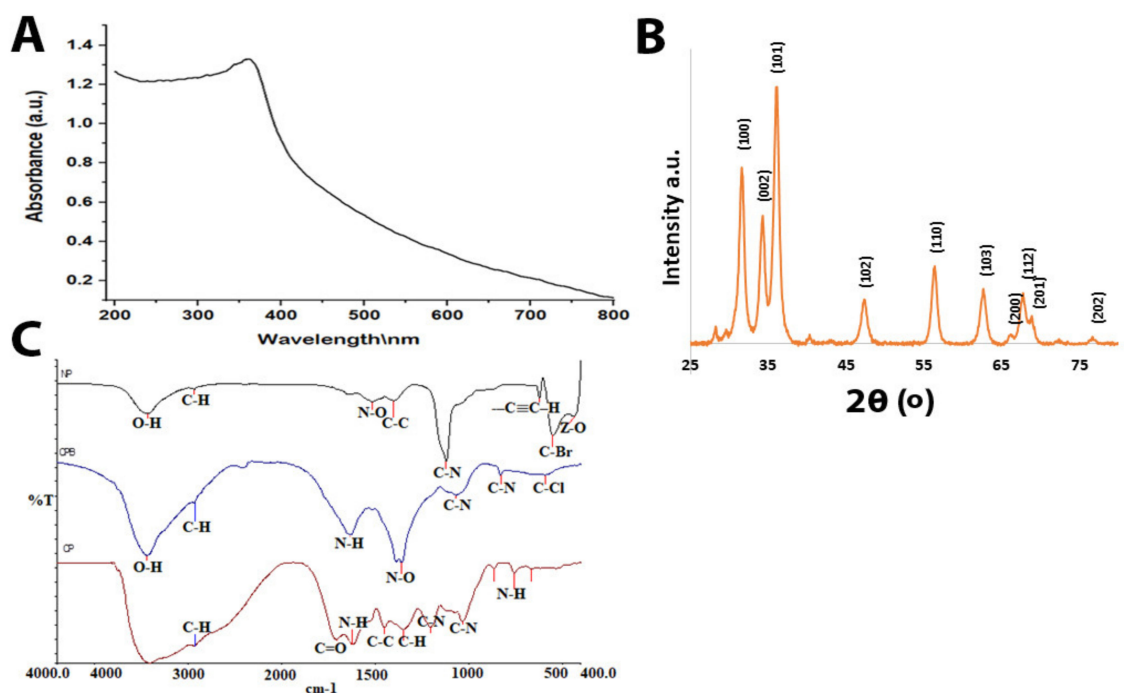 A
Absorbance (a.u.)
1.4
1.2
1.0
0.8
0.6
0.4
0.2
200 300 400 500 600 700 800
Wavelength\nm
B
Intensity a.u.
(100)
(002)
(101)
(102)
(110)
(103)
(200)
(112)
(201)
(202)
25 35 45 55 65 75
2θ (o)
C
NP
O-H
C-H
N-O
C-C
C-N
—C≡C-H
C-Br
Z-O
CPB
%T
O-H
C-H
N-H
N-O
C-N
C-N
C-Cl
CP
C-H
C=O
N-H
C-C
C-H
C-N
C-N
N-H
4000.0 3000 2000 1500 1000 500 400.0
cm-1